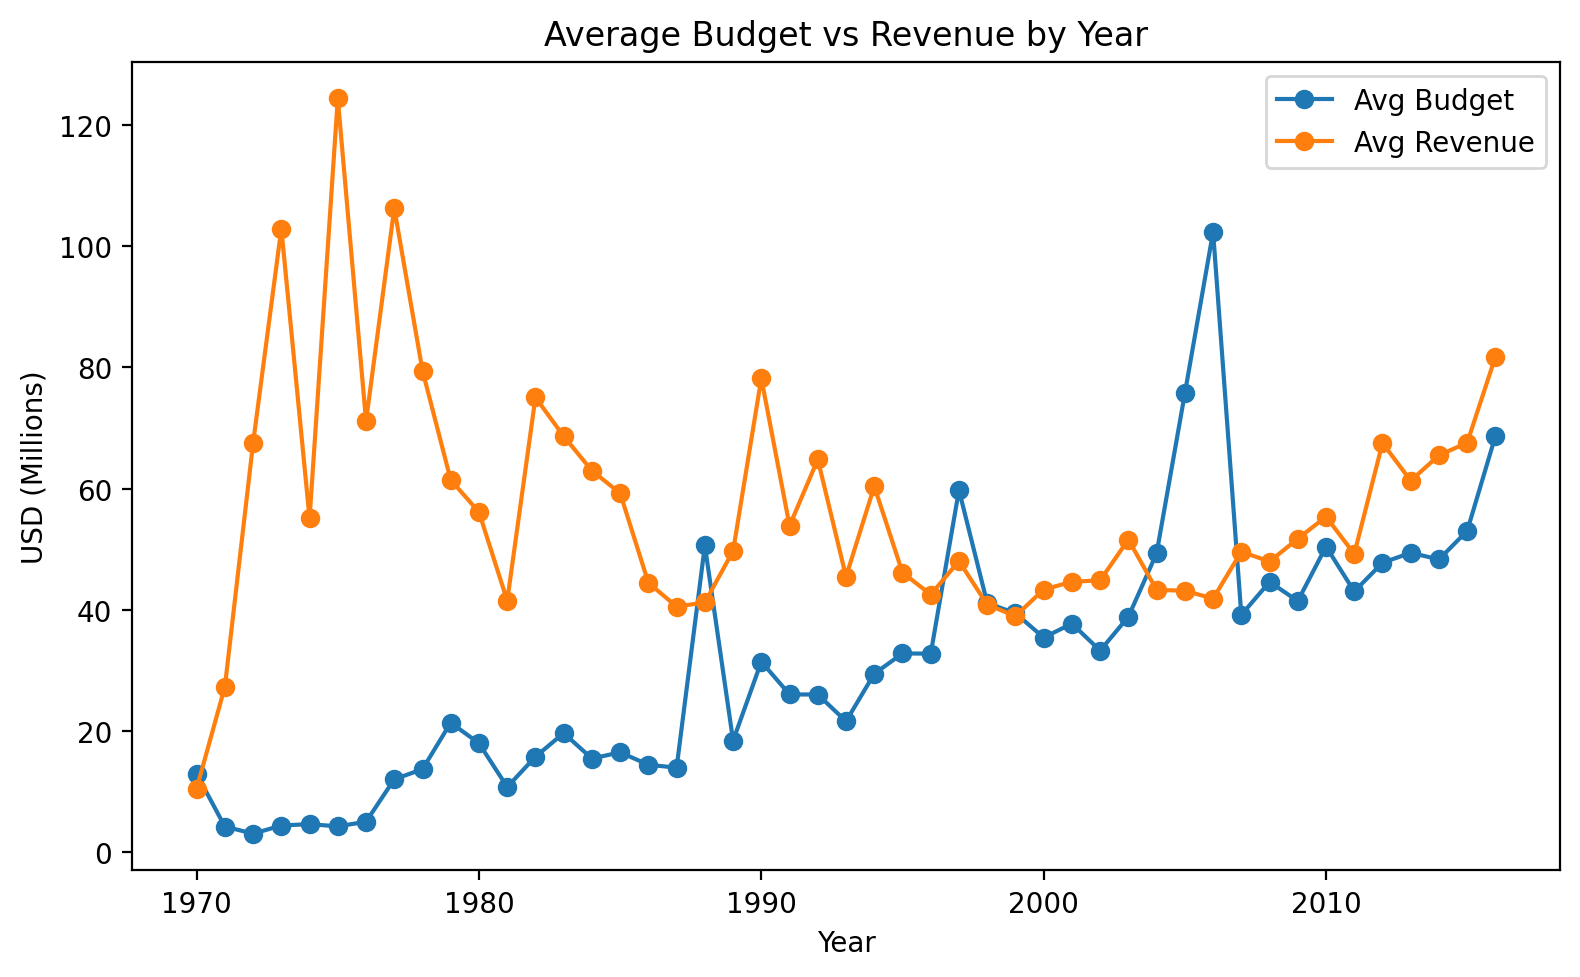 Average Budget vs Revenue by Year
Avg Budget
Avg Revenue
USD (Millions)
120
100
80
60
40
20
0
1970 1980 1990 2000 2010
Year